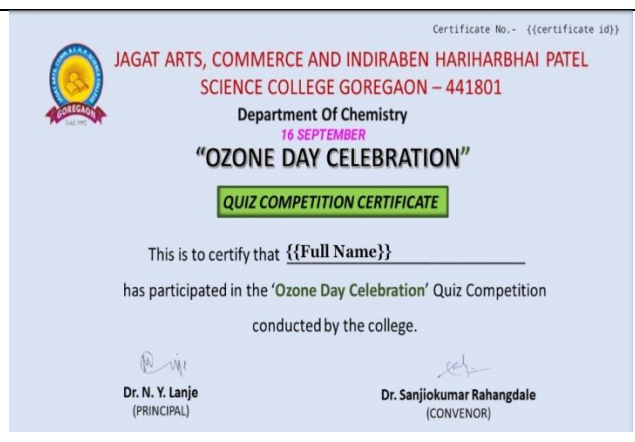 Certificate No.- {{certificate id}}
JAGAT ARTS, COMMERCE AND INDIRABEN HARIHARBHAI PATEL
SCIENCE COLLEGE GOREGAON – 441801
GOREGAON
Department Of Chemistry
16 SEPTEMBER
“OZONE DAY CELEBRATION”
QUIZ COMPETITION CERTIFICATE
This is to certify that {{Full Name}}
has participated in the ‘Ozone Day Celebration’ Quiz Competition
conducted by the college.
Dr. N. Y. Lanje
(PRINCIPAL)
Dr. Sanjiokumar Rahangdale
(CONVENOR)